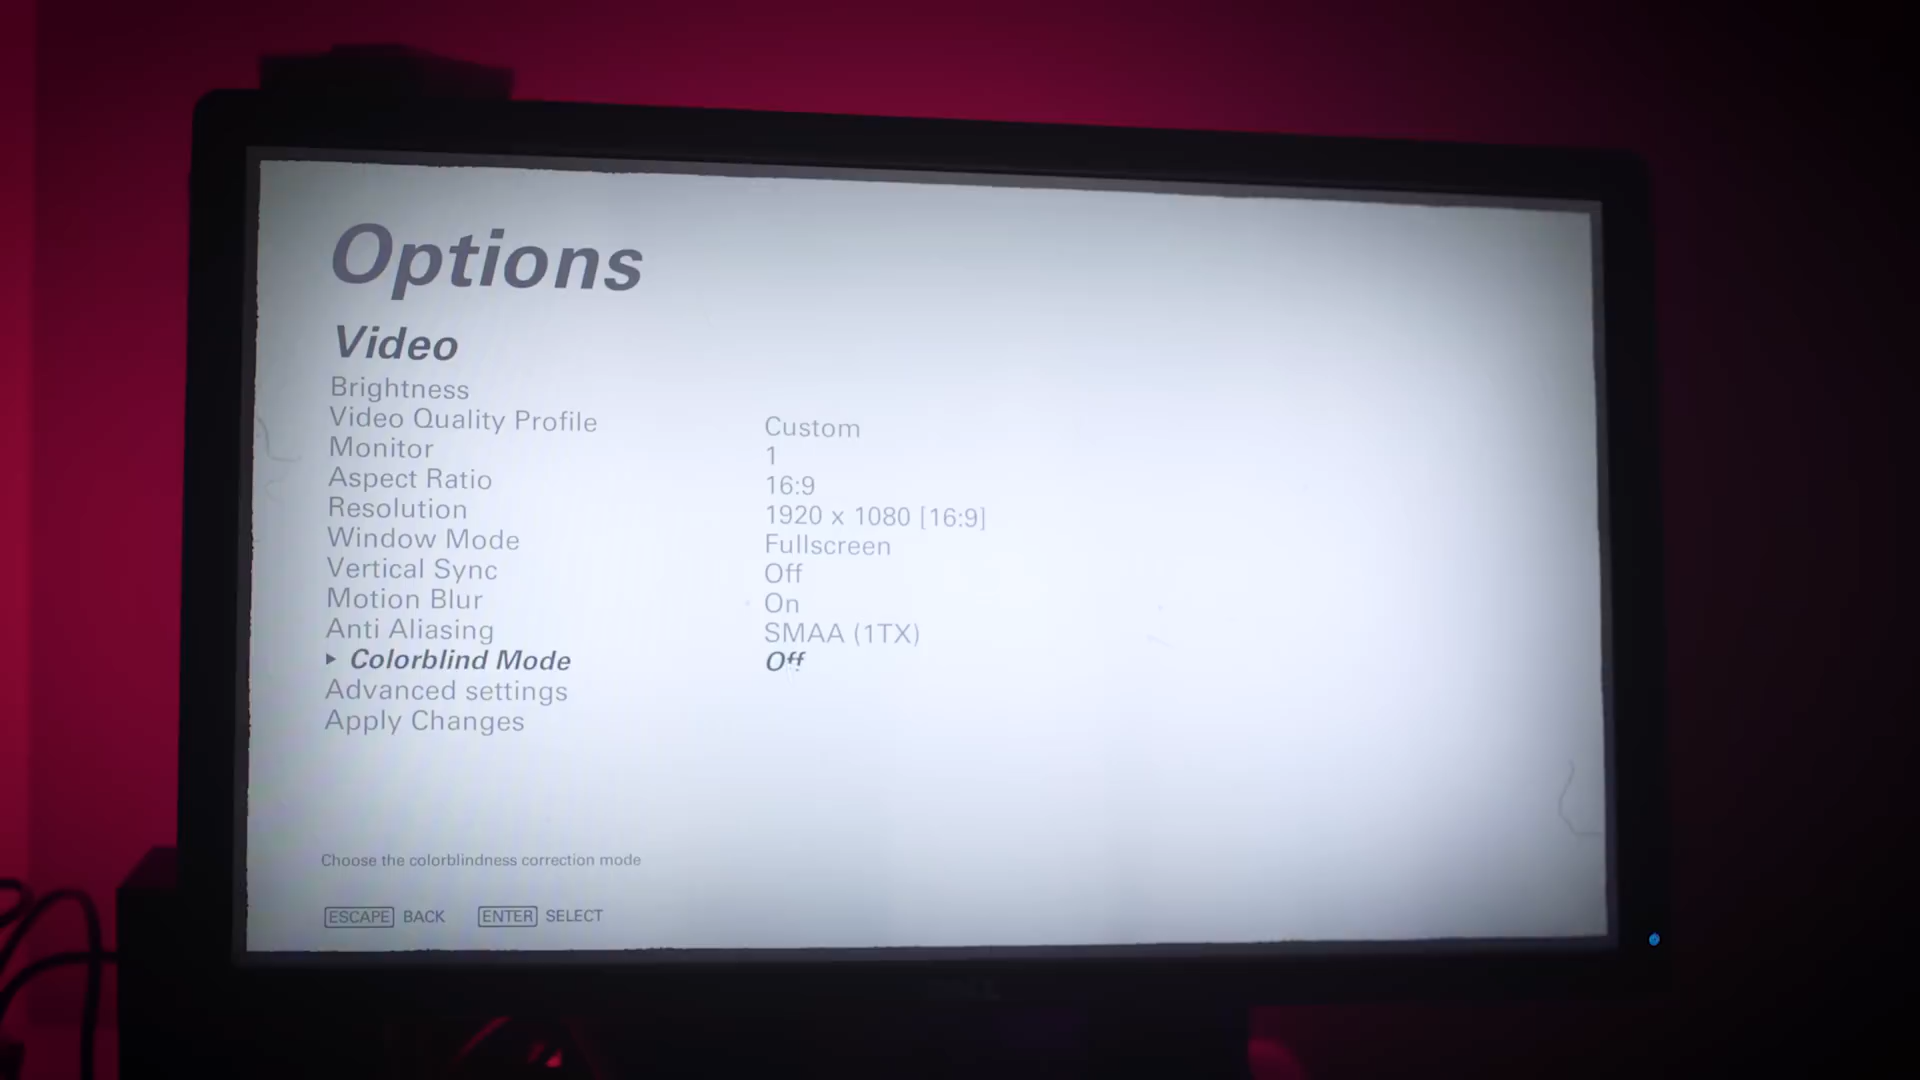 Options
Video
Brightness
Video Quality Profile Custom
Monitor 1
Aspect Ratio 16:9
Resolution 1920 x 1080 [16:9]
Window Mode Fullscreen
Vertical Sync Off
Motion Blur On
Anti Aliasing SMAA (1TX)
Colorblind Mode Off
Advanced settings
Apply Changes
Choose the colorblindness correction mode
ESCAPE BACK ENTER SELECT